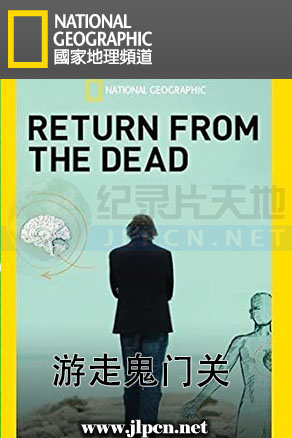 NATIONAL
GEOGRAPHIC
國家地理頻道
NATIONAL GEOGRAPHIC
RETURN FROM
THE DEAD
纪录片天地
JLPCN.NET
游走鬼门关
www.jlpcn.net